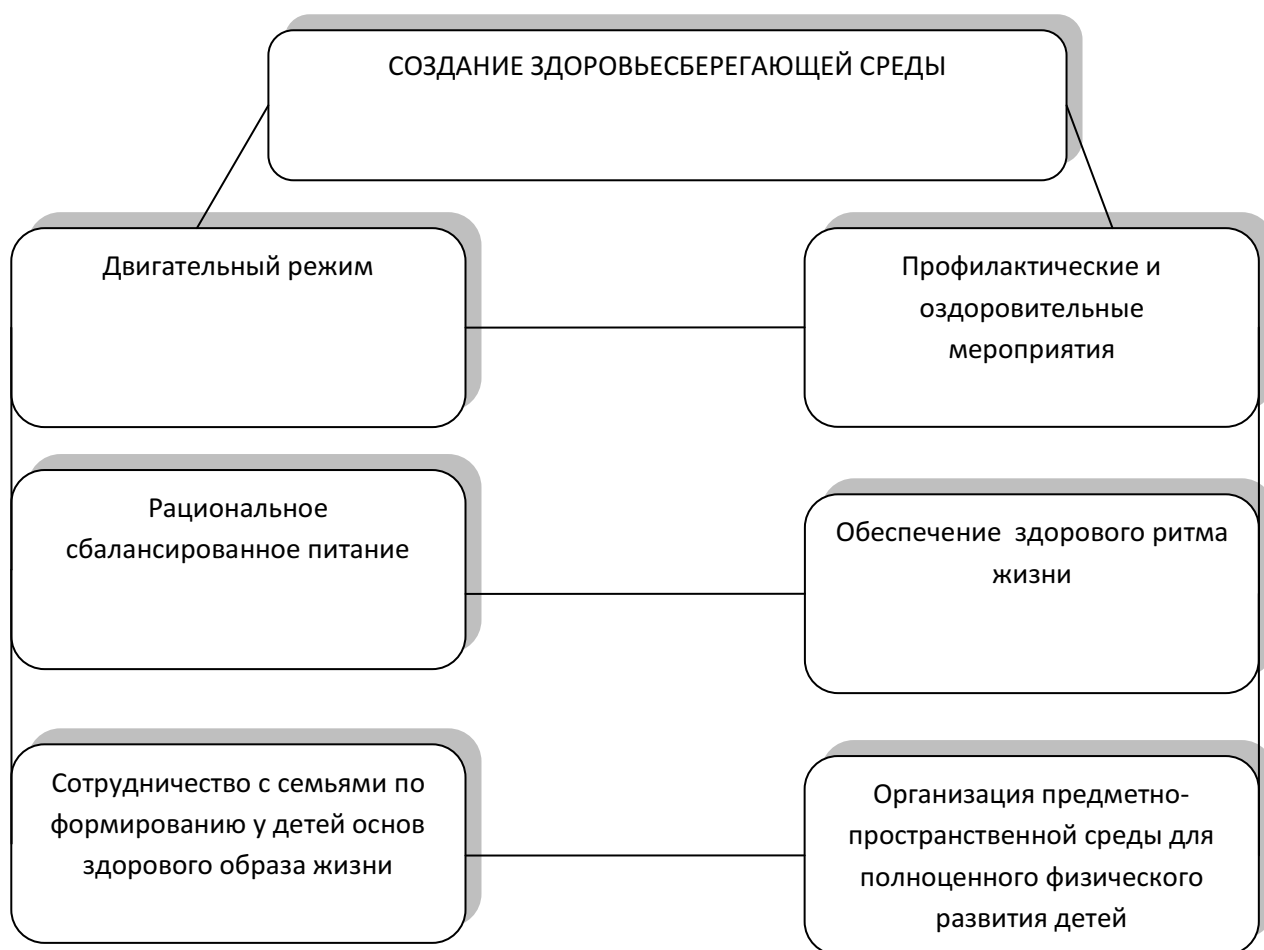 СОЗДАНИЕ ЗДОРОВЬЕСБЕРЕГАЮЩЕЙ СРЕДЫ
Двигательный режим
Профилактические и
оздоровительные
мероприятия
Рациональное
сбалансированное питание
Обеспечение здорового ритма
жизни
Сотрудничество с семьями по
формированию у детей основ
здорового образа жизни
Организация предметно-
пространственной среды для
полноценного физического
развития детей